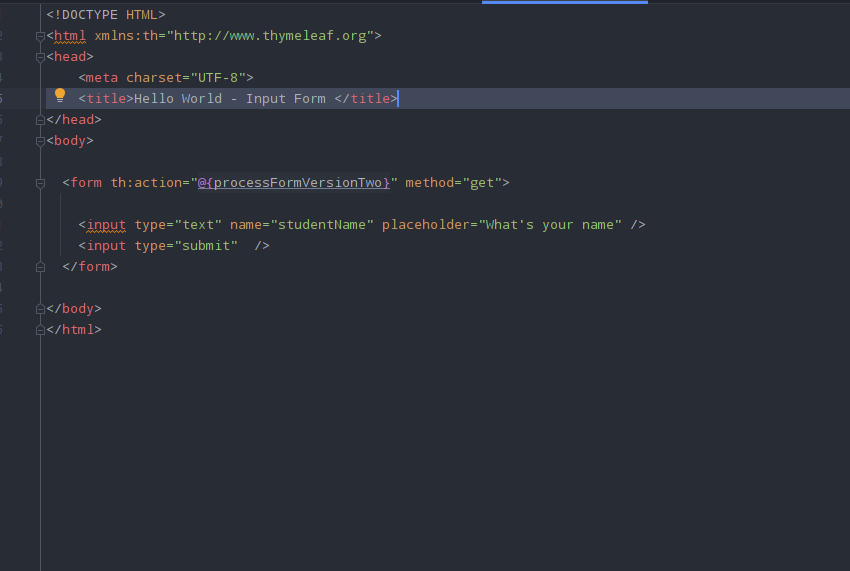 <!DOCTYPE HTML>
<html xmlns:th="http://www.thymeleaf.org">
<head>
    <meta charset="UTF-8">
    <title>Hello World - Input Form </title>
</head>
<body>
  <form th:action="@{processFormVersionTwo}" method="get">
    <input type="text" name="studentName" placeholder="What's your name" />
    <input type="submit"  />
  </form>
</body>
</html>